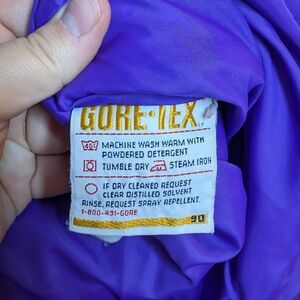 GORE-TEX
MACHINE WASH WARM WITH
POWDERED DETERGENT
TUMBLE DRY STEAM IRON
IF DRY CLEANED REQUEST
CLEAR DISTILLED SOLVENT
RINSE, REQUEST SPRAY REPELLENT.
1-800-431-GORE